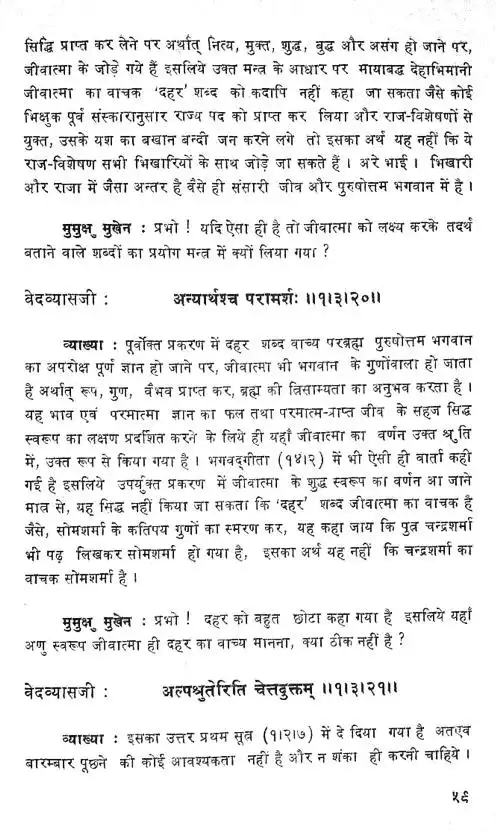 सिद्धि प्राप्त कर लेने पर अर्थात् नित्य, मुक्त, शुद्ध, बुद्ध और असंग हो जाने पर,
जीवात्मा के जोड़े गये हैं इसलिये उक्त मन्त्र के आधार पर मायाबद्ध देहाभिमानी
जीवात्मा का वाचक 'दहर' शब्द को कदापि नहीं कहा जा सकता जैसे कोई
भिक्षुक पूर्व संस्कारानुसार राज्य पद को प्राप्त कर लिया और राज-विशेषणों से
युक्त, उसके यश का बखान बन्दी जन करने लगे तो इसका अर्थ यह नहीं कि ये
राज-विशेषण सभी भिखारियों के साथ जोड़े जा सकते हैं । अरे भाई । भिखारी
और राजा में जैसा अन्तर है वैसे ही संसारी जीव और पुरुषोत्तम भगवान में है ।
मुमुक्षु मुखेन : प्रभो ! यदि ऐसा ही है तो जीवात्मा को लक्ष्य करके तदर्थ
बताने वाले शब्दों का प्रयोग मन्त्र में क्यों लिया गया ?
वेदव्यासजी : अन्यार्थश्च परामर्शः ॥१।३।२०॥
व्याख्या : पूर्वोक्त प्रकरण में दहर शब्द वाच्य परब्रह्म पुरुषोत्तम भगवान
का अपरोक्ष पूर्ण ज्ञान हो जाने पर, जीवात्मा भी भगवान के गुणोंवाला हो जाता
है अर्थात् रूप, गुण, वैभव प्राप्त कर, ब्रह्म की त्रिसाम्यता का अनुभव करता है ।
यह भाव एवं परमात्मा ज्ञान का फल तथा परमात्म-प्राप्त जीव के सहज सिद्ध
स्वरूप का लक्षण प्रदर्शित करने के लिये ही यहाँ जीवात्मा का वर्णन उक्त श्रुति
में, उक्त रूप से किया गया है । भगवद्गीता (१४।२) में भी ऐसी ही वार्ता कही
गई है इसलिये उपर्युक्त प्रकरण में जीवात्मा के शुद्ध स्वरूप का वर्णन आ जाने
मात्र से, यह सिद्ध नहीं किया जा सकता कि 'दहर' शब्द जीवात्मा का वाचक है
जैसे, सोमशर्मा के कतिपय गुणों का स्मरण कर, यह कहा जाय कि पुत्र चन्द्रशर्मा
भी पढ़ लिखकर सोमशर्मा हो गया है, इसका अर्थ यह नहीं कि चन्द्रशर्मा का
वाचक सोमशर्मा है ।
मुमुक्षु मुखेन : प्रभो ! दहर को बहुत छोटा कहा गया है इसलिये यहाँ
अणु स्वरूप जीवात्मा ही दहर का वाच्य मानना, क्या ठीक नहीं है ?
वेदव्यासजी : अल्पश्रुतेरिति चेत्तदुक्तम् ॥१।३।२१॥
व्याख्या : इसका उत्तर प्रथम सूत्र (१।२।७) में दे दिया गया है अतएव
बारम्बार पूछने की कोई आवश्यकता नहीं है और न शंका ही करनी चाहिये ।
५९